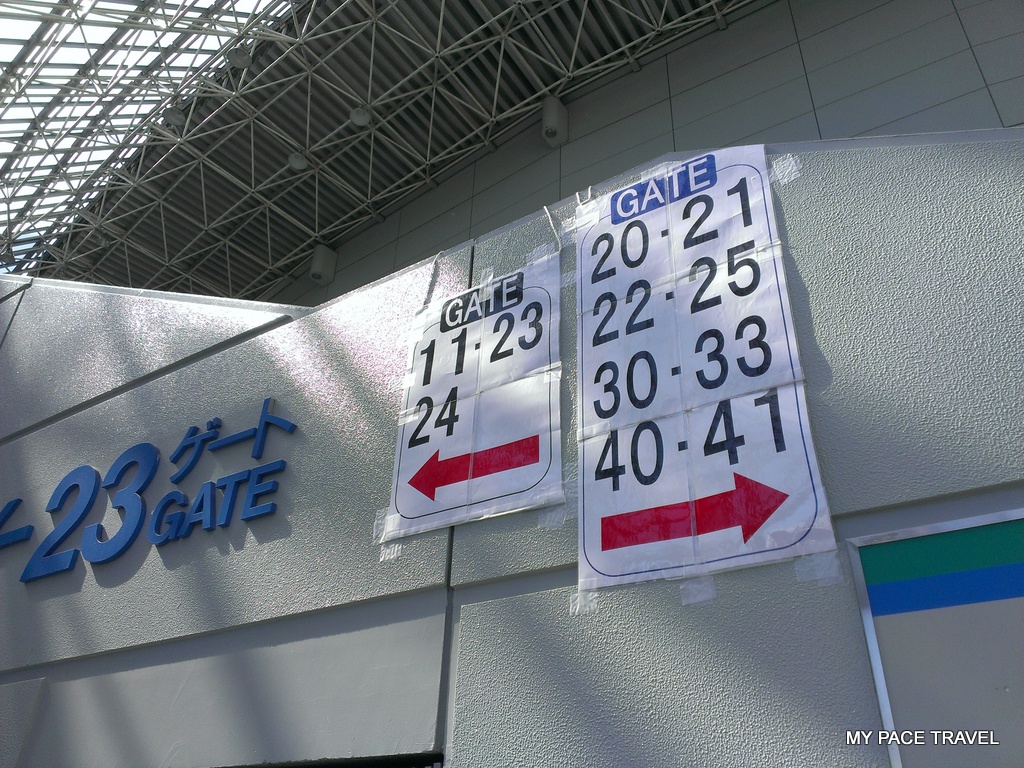 23 ゲート
GATE
GATE
11·23
24
GATE
20·21
22·25
30·33
40·41
MY PACE TRAVEL